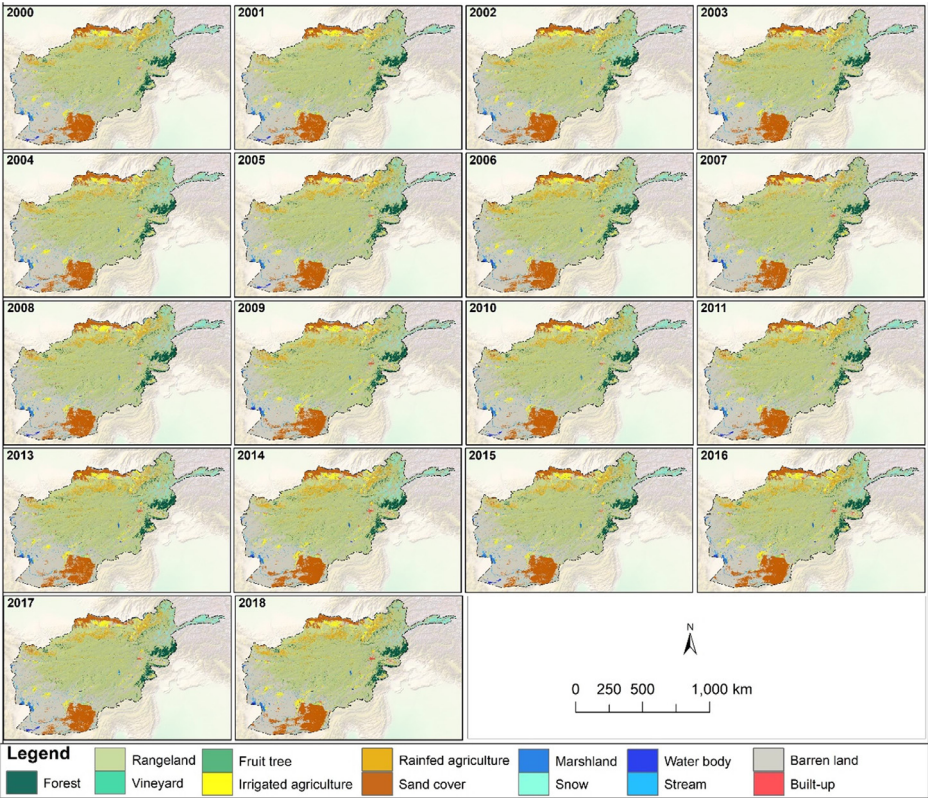 2000 2001 2002 2003
2004 2005 2006 2007
2008 2009 2010 2011
2013 2014 2015 2016
2017 2018
N
0 250 500 1,000 km
Legend
Rangeland Fruit tree Rainfed agriculture Marshland Water body Barren land
Forest Vineyard Irrigated agriculture Sand cover Snow Stream Built-up